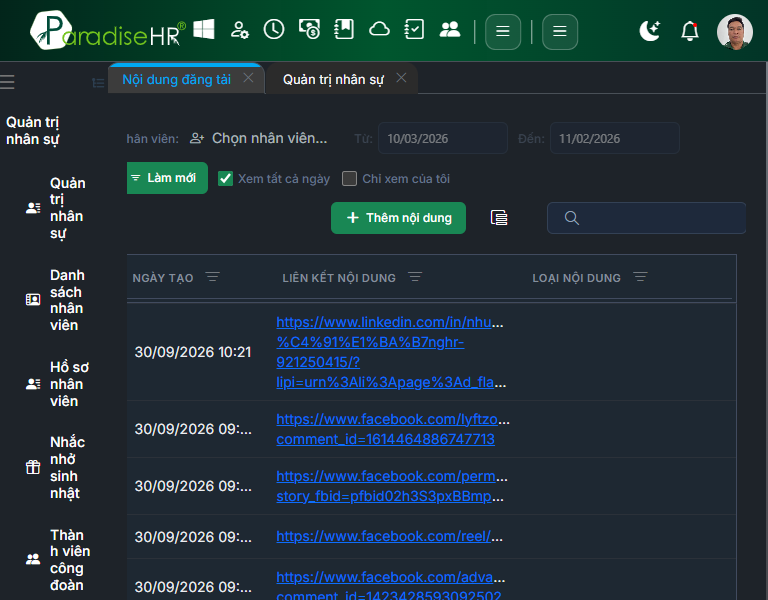 ParadiseHR®
Nội dung đăng tải
Quản trị nhân sự
Quản trị
nhân sự
hân viên:
Chọn nhân viên...
Từ:
10/03/2026
Đến:
11/02/2026
Quản
trị
nhân
sự
Làm mới
Xem tất cả ngày
Chỉ xem của tôi
Thêm nội dung
NGÀY TẠO
LIÊN KẾT NỘI DUNG
LOẠI NỘI DUNG
Danh
sách
nhân
viên
30/09/2026 10:21
https://www.linkedin.com/in/nhu...
%C4%91%E1%BA%B7nghr-
921250415/?
lipi=urn%3Ali%3Apage%3Ad_fla...
Hồ sơ
nhân
viên
30/09/2026 09:...
https://www.facebook.com/lyftzo...
comment_id=1614464886747713
Nhắc
nhở
sinh
nhật
30/09/2026 09:...
https://www.facebook.com/perm...
story_fbid=pfbid02h3S3pxBBmp...
30/09/2026 09:...
https://www.facebook.com/reel/...
Thàn
h viên
công
đoàn
30/09/2026 09:...
https://www.facebook.com/adva...
comment_id=1423428593092502